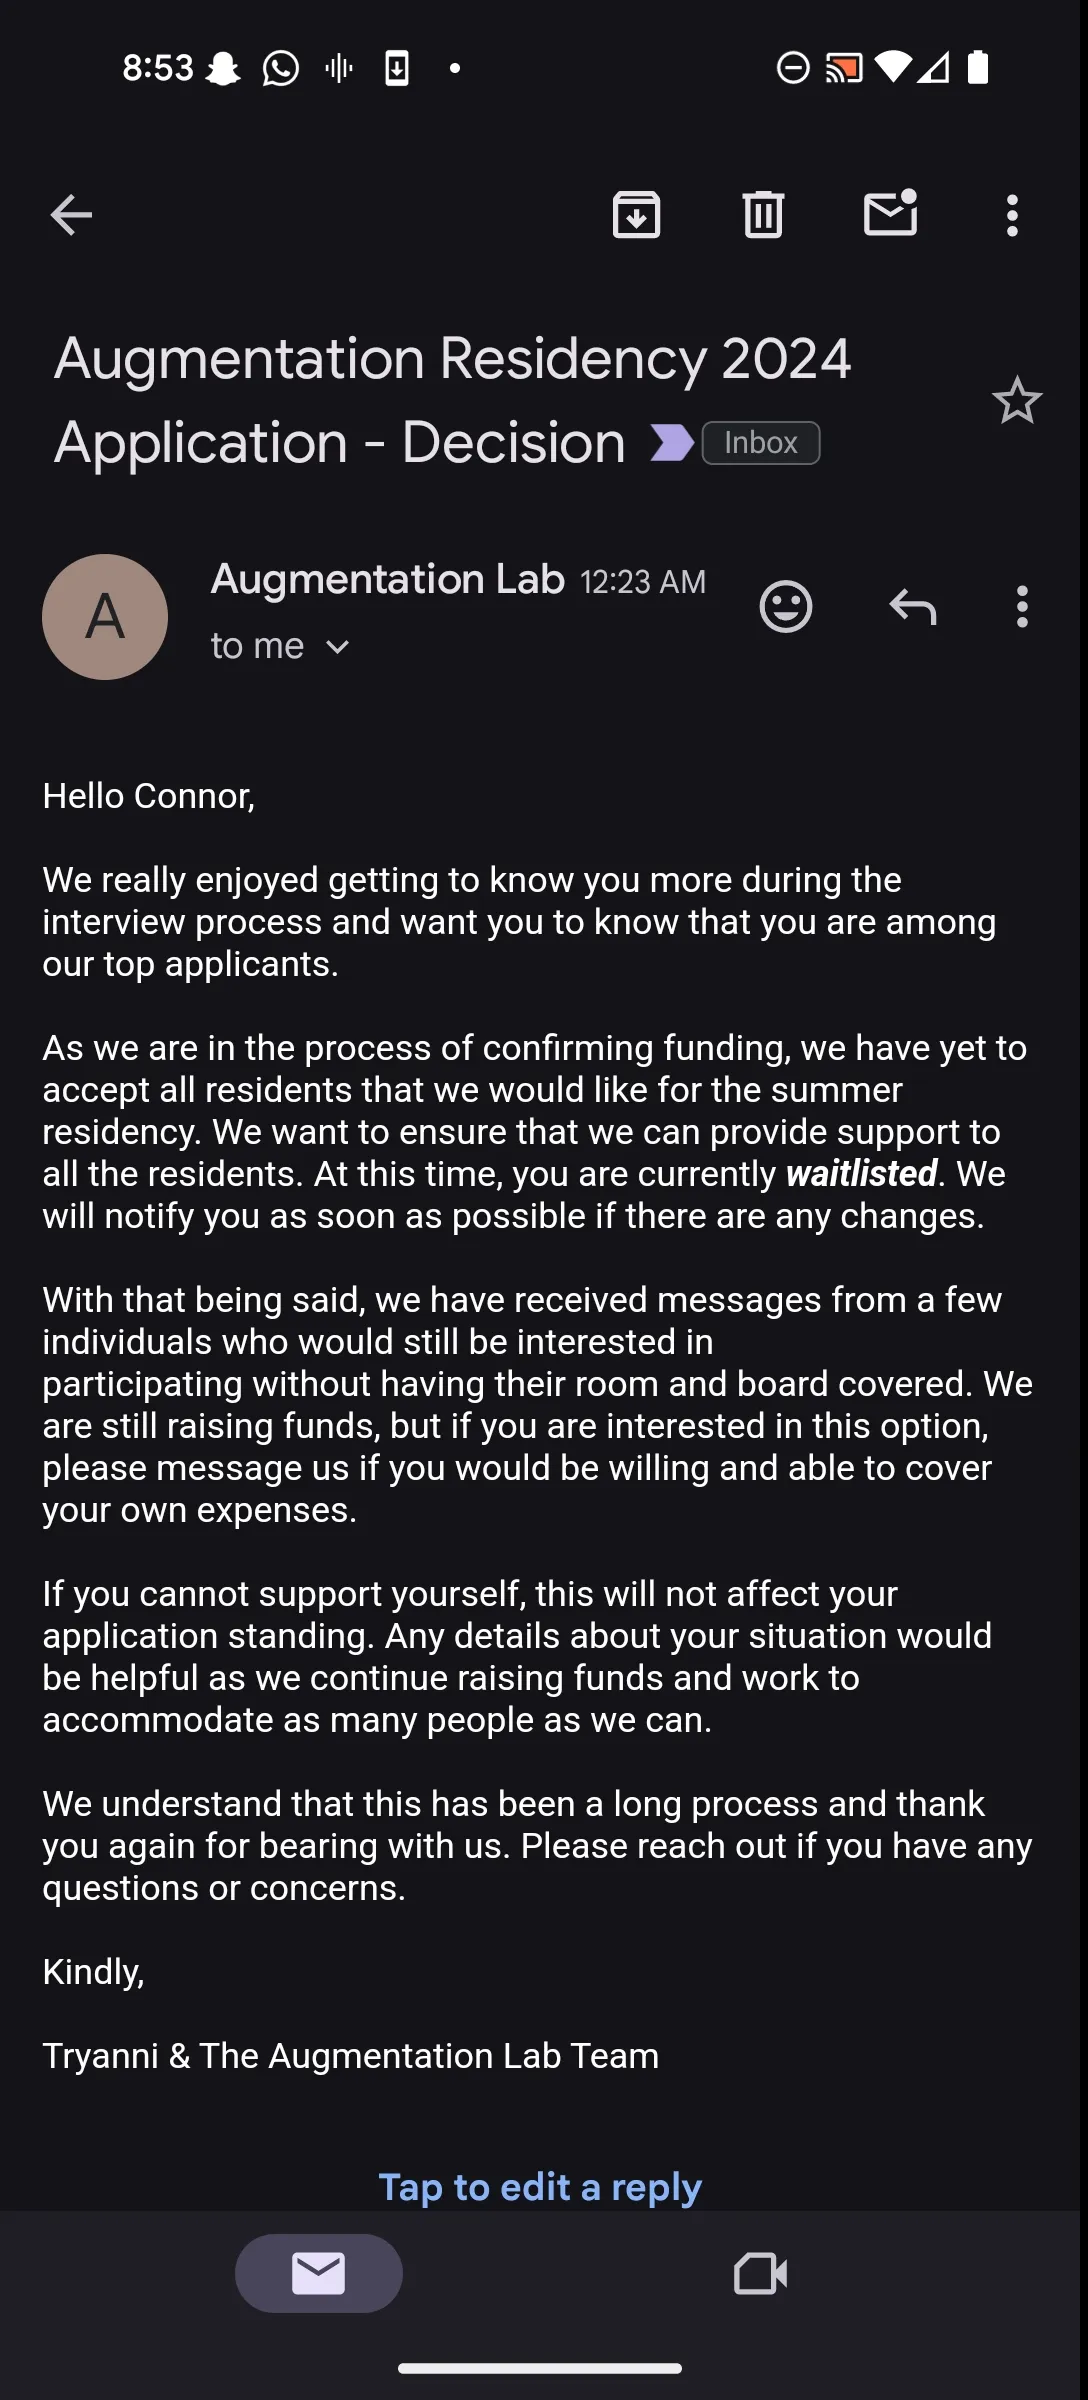 8:53
Augmentation Residency 2024
Application - Decision Inbox
A
Augmentation Lab 12:23 AM
to me
Hello Connor,
We really enjoyed getting to know you more during the
interview process and want you to know that you are among
our top applicants.
As we are in the process of confirming funding, we have yet to
accept all residents that we would like for the summer
residency. We want to ensure that we can provide support to
all the residents. At this time, you are currently waitlisted. We
will notify you as soon as possible if there are any changes.
With that being said, we have received messages from a few
individuals who would still be interested in
participating without having their room and board covered. We
are still raising funds, but if you are interested in this option,
please message us if you would be willing and able to cover
your own expenses.
If you cannot support yourself, this will not affect your
application standing. Any details about your situation would
be helpful as we continue raising funds and work to
accommodate as many people as we can.
We understand that this has been a long process and thank
you again for bearing with us. Please reach out if you have any
questions or concerns.
Kindly,
Tryanni & The Augmentation Lab Team
Tap to edit a reply